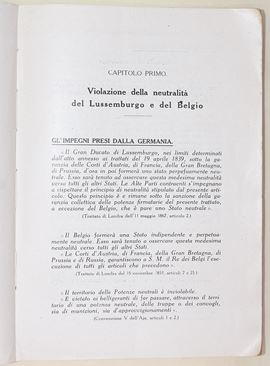 CAPITOLO PRIMO.
Violazione della neutralità
del Lussemburgo e del Belgio
GL'IMPEGNI PRESI DALLA GERMANIA.
« Il Gran Ducato di Lussemburgo, nei limiti determinati
dall'atto annesso ai trattati del 19 aprile 1839, sotto la ga-
renzia delle Corti d'Austria, di Francia, della Gran Bretagna,
di Prussia, d'ora in poi formerà uno stato perpetuamente neu-
trale. Esso sarà tenuto ad osservare questa medesima neutralità
verso tutti gli altri Stati. Le Alte Parti contraenti s'impegnano
a rispettare il principio di neutralità stipulato dal presente arti-
colo. Questo principio è e rimane sotto la sanzione della ga-
renzia collettiva delle potenze firmatarie del presente trattato,
a eccezione del Belgio, che è pure uno Stato neutrale ».
(Trattato di Londra dell'11 maggio 1867, articolo 2.)
« Il Belgio formerà uno Stato indipendente e perpetua-
mente neutrale. Esso sarà tenuto a osservare questa medesima
neutralità verso tutti gli altri Stati.
« Le Corti d'Austria, di Francia, della Gran Bretagna, di
Prussia e di Russia, garantiscono a S. M. il Re dei Belgi l'ese-
cuzione di tutti gli articoli che precedono ».
(Trattato di Londra del 15 novembre 1831, articoli 7 e 25.)
« Il territorio delle Potenze neutrali è inviolabile.
« È vietato ai belligeranti di far passare, attraverso il terri-
torio di una potenza neutrale, delle truppe o dei convo-
gli, sia di munizioni, sia di approvvigionamenti ».
(Convenzione V dell'Aja, articoli 1 e 2.)